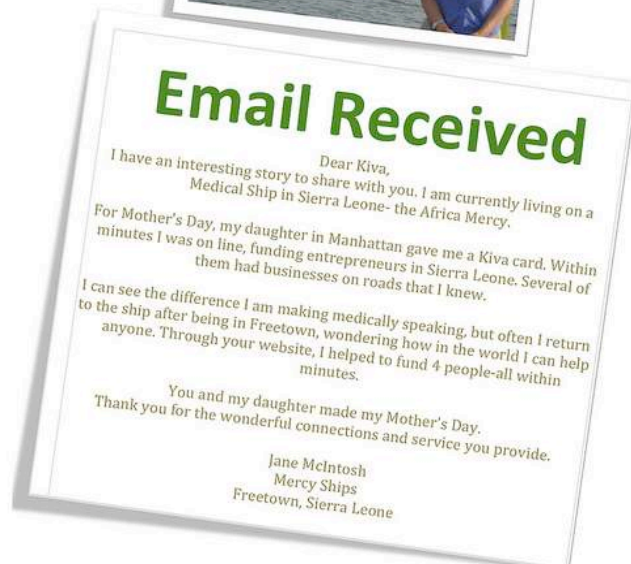 Email Received
Dear Kiva,
I have an interesting story to share with you. I am currently living on a
Medical Ship in Sierra Leone- the Africa Mercy.
For Mother's Day, my daughter in Manhattan gave me a Kiva card. Within
minutes I was on line, funding entrepreneurs in Sierra Leone. Several of
them had businesses on roads that I knew.
I can see the difference I am making medically speaking, but often I return
to the ship after being in Freetown, wondering how in the world I can help
anyone. Through your website, I helped to fund 4 people-all within
minutes.
You and my daughter made my Mother's Day.
Thank you for the wonderful connections and service you provide.
Jane McIntosh
Mercy Ships
Freetown, Sierra Leone